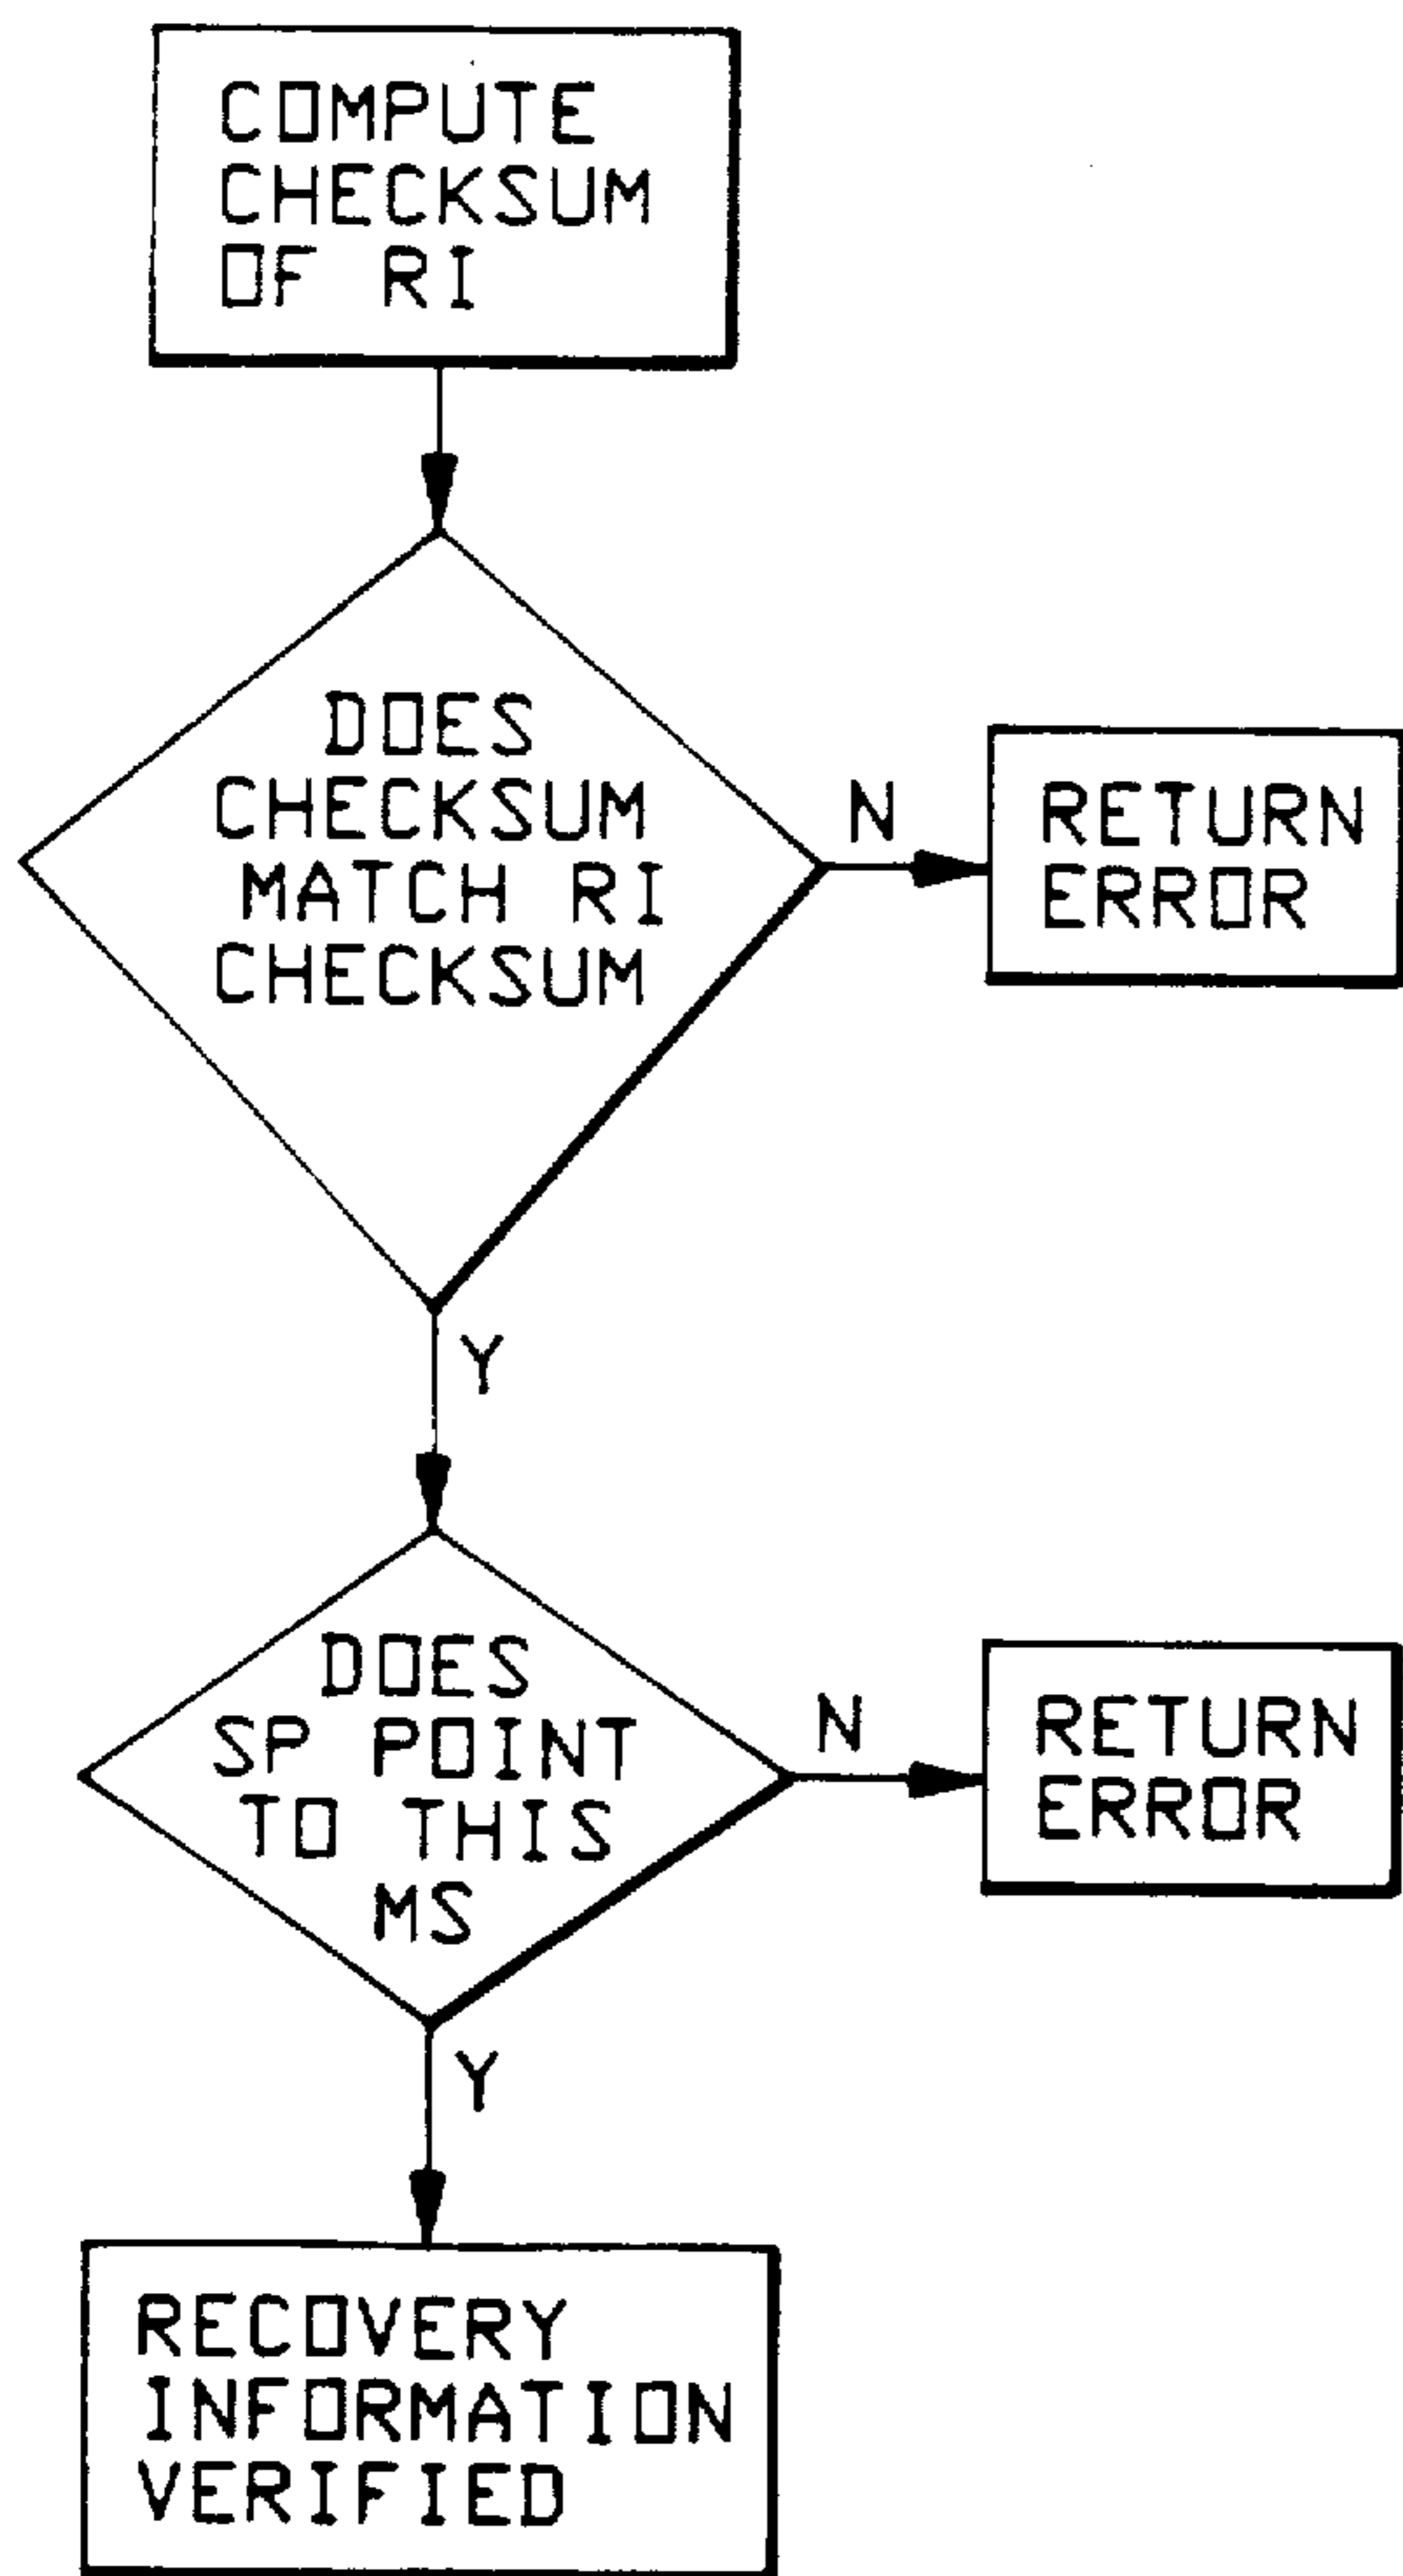 COMPUTE
CHECKSUM
OF RI
DOES
CHECKSUM
MATCH RI
CHECKSUM
N
RETURN
ERROR
Y
DOES
SP POINT
TO THIS
MS
N
RETURN
ERROR
Y
RECOVERY
INFORMATION
VERIFIED